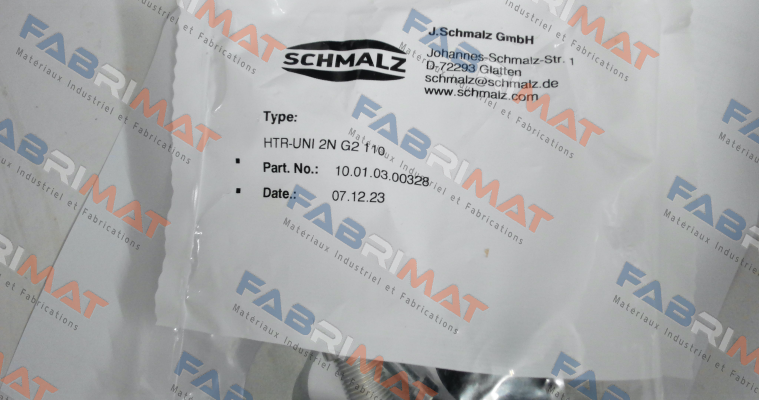 SCHMALZ
J.Schmalz GmbH
Johannes-Schmalz-Str. 1
D-72293 Glatten
schmalz@schmalz.de
www.schmalz.com
Type:
HTR-UNI 2N G2 110
Part. No.: 10.01.03.00328
Date.: 07.12.23
FABRIMAT
Matériaux Industriel et Fabrications